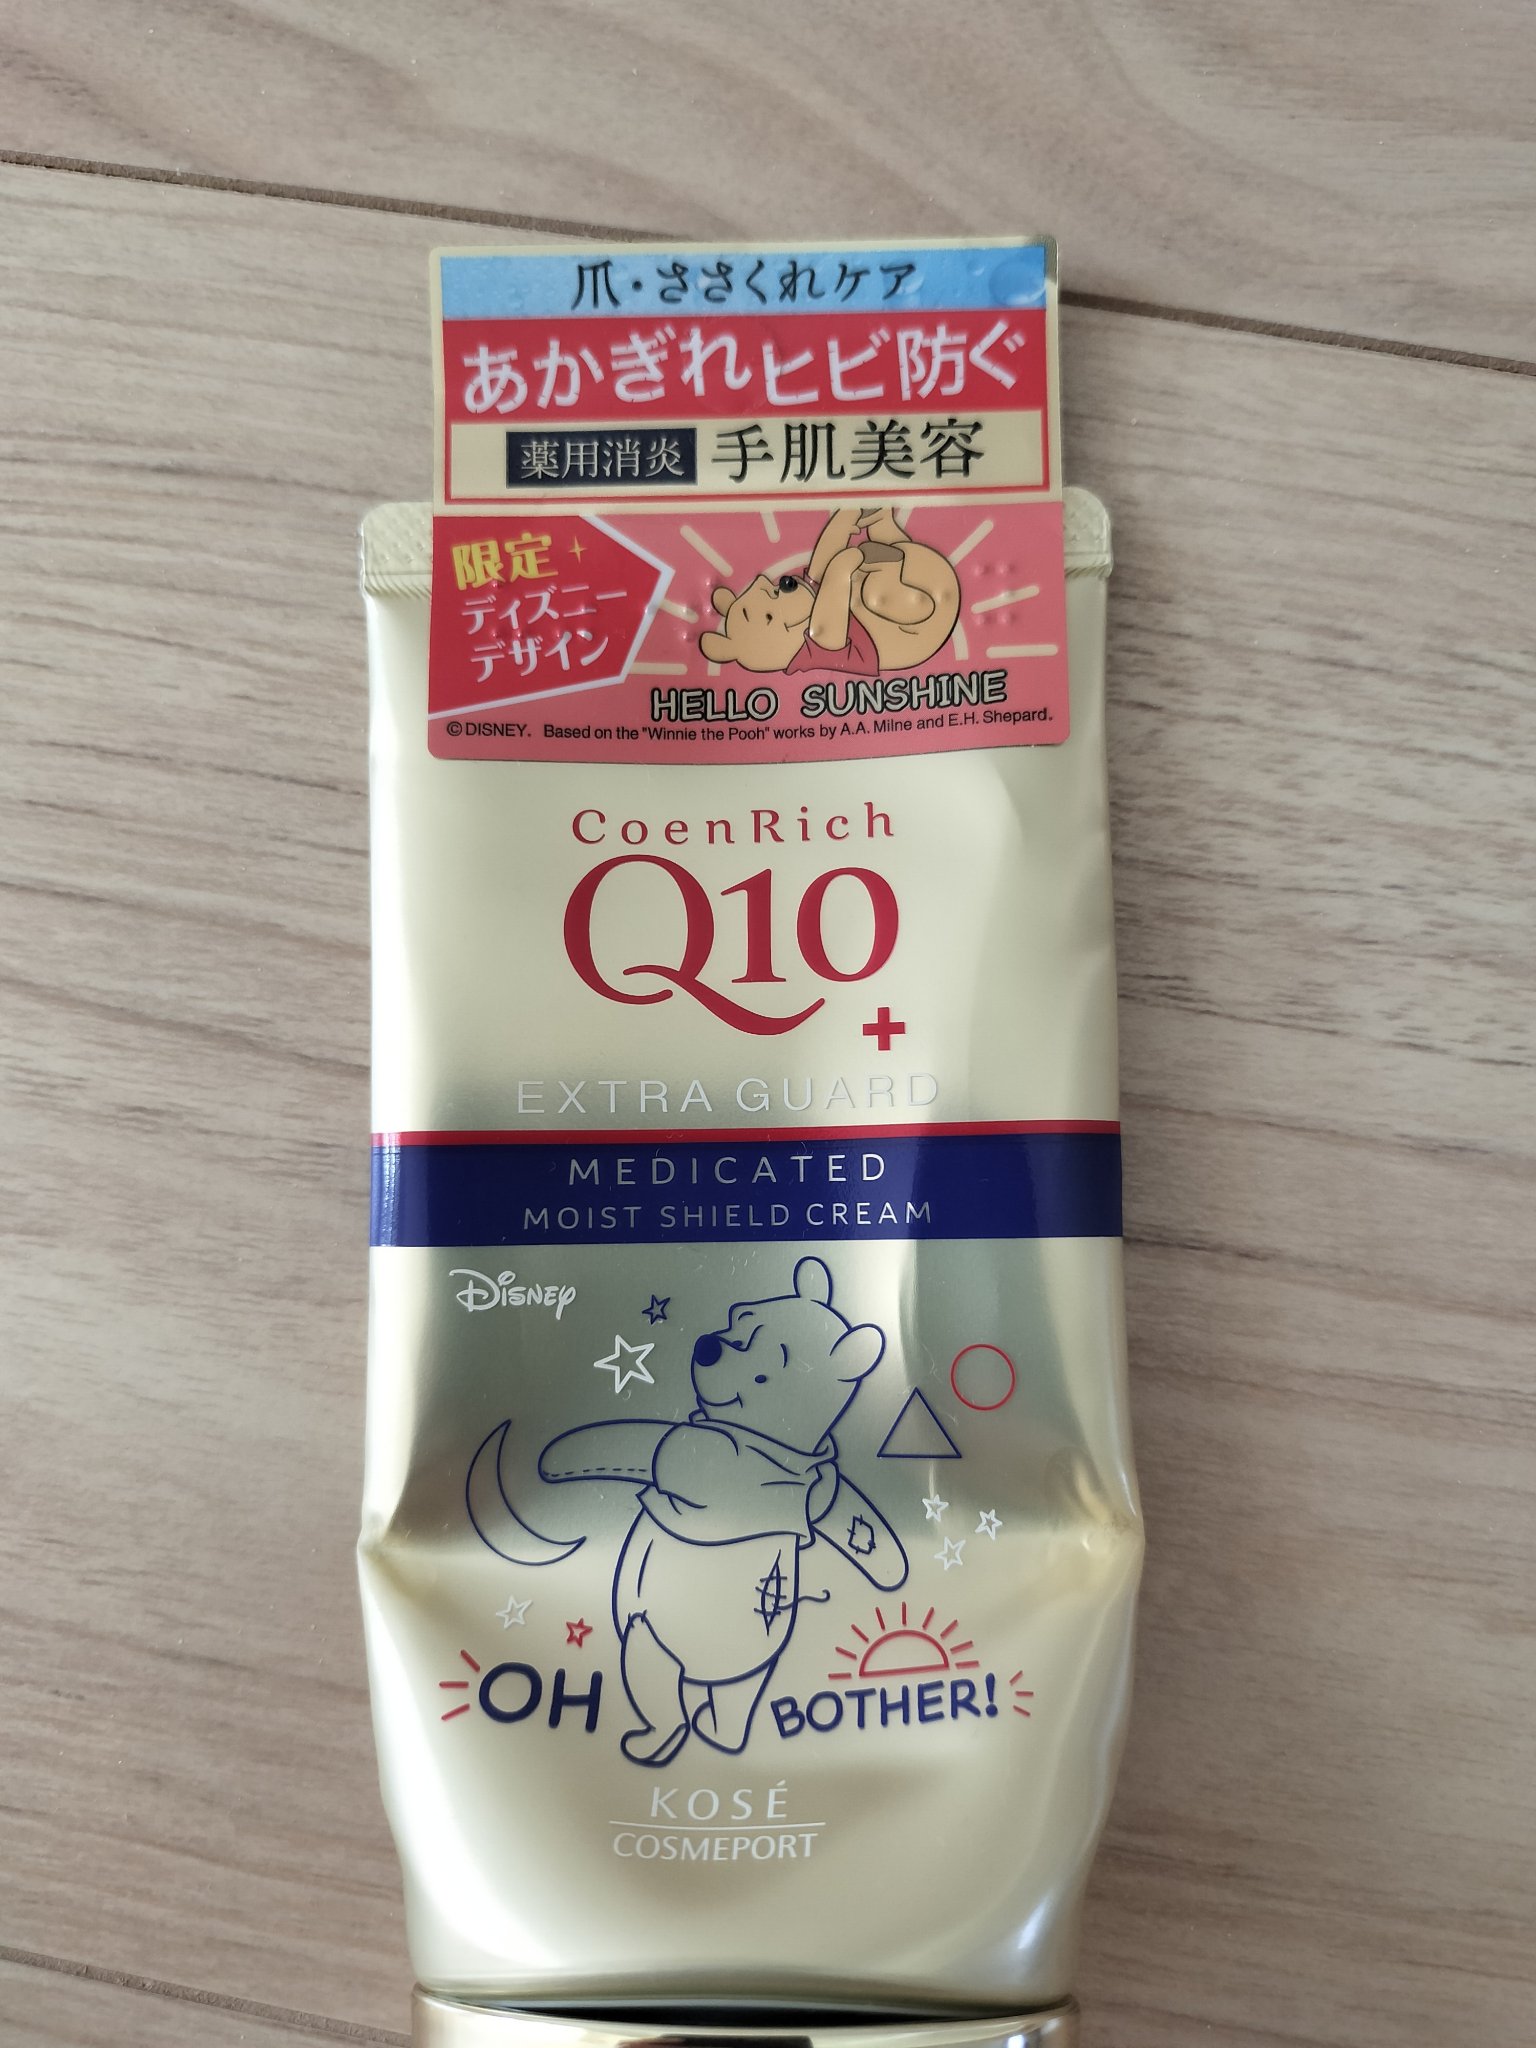 爪・ささくれケア
あかぎれヒビ防ぐ
薬用消炎 手肌美容
限定
ディズニー
デザイン
HELLO SUNSHINE
©DISNEY. Based on the "Winnie the Pooh" works by A.A. Milne and E.H. Shepard.
CoenRich
Q10
+
EXTRA GUARD
MEDICATED
MOIST SHIELD CREAM
Disney
OH BOTHER!
KOSÉ
COSMEPORT